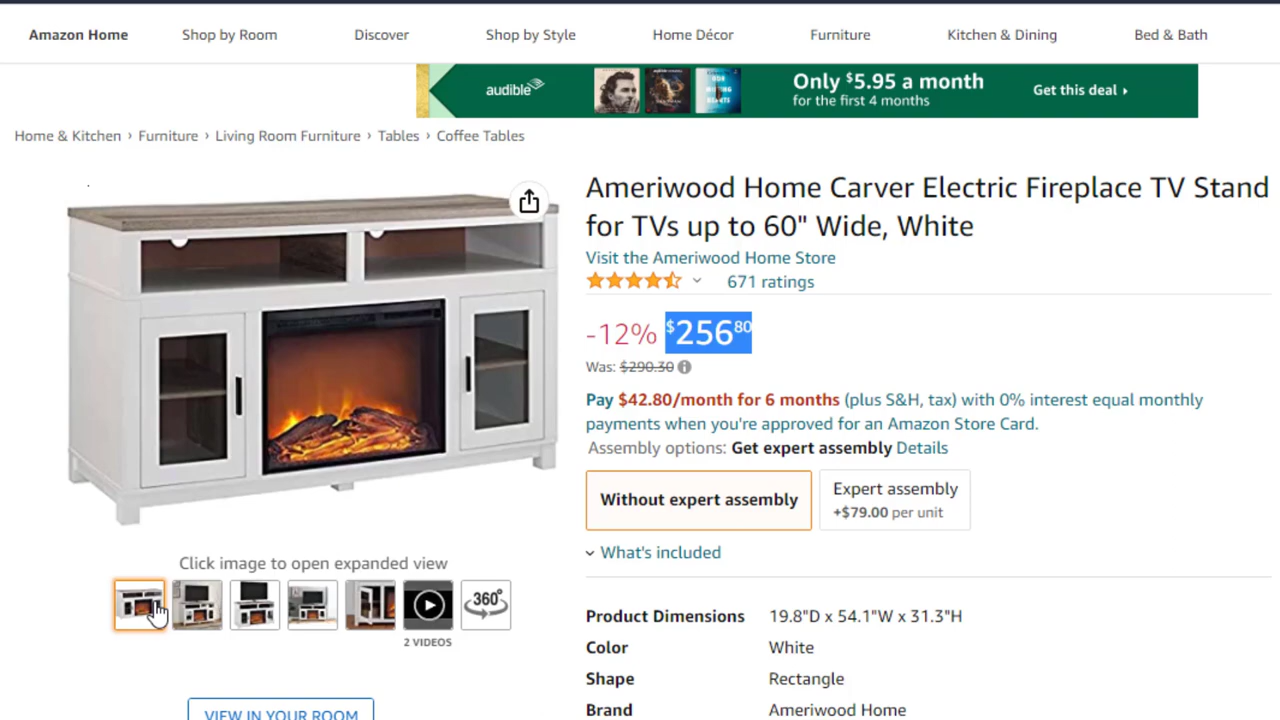 Amazon Home Shop by Room Discover Shop by Style Home Décor Furniture Kitchen & Dining Bed & Bath
audible Only $5.95 a month Get this deal ›
for the first 4 months
Home & Kitchen › Furniture › Living Room Furniture › Tables › Coffee Tables
Ameriwood Home Carver Electric Fireplace TV Stand
for TVs up to 60" Wide, White
Visit the Ameriwood Home Store
671 ratings
-12% $256 80
Was: $290.30
Pay $42.80/month for 6 months (plus S&H, tax) with 0% interest equal monthly
payments when you're approved for an Amazon Store Card.
Assembly options: Get expert assembly Details
Without expert assembly
Expert assembly
+$79.00 per unit
What's included
Click image to open expanded view
360°
2 VIDEOS
VIEW IN YOUR ROOM
Product Dimensions 19.8"D x 54.1"W x 31.3"H
Color White
Shape Rectangle
Brand Ameriwood Home